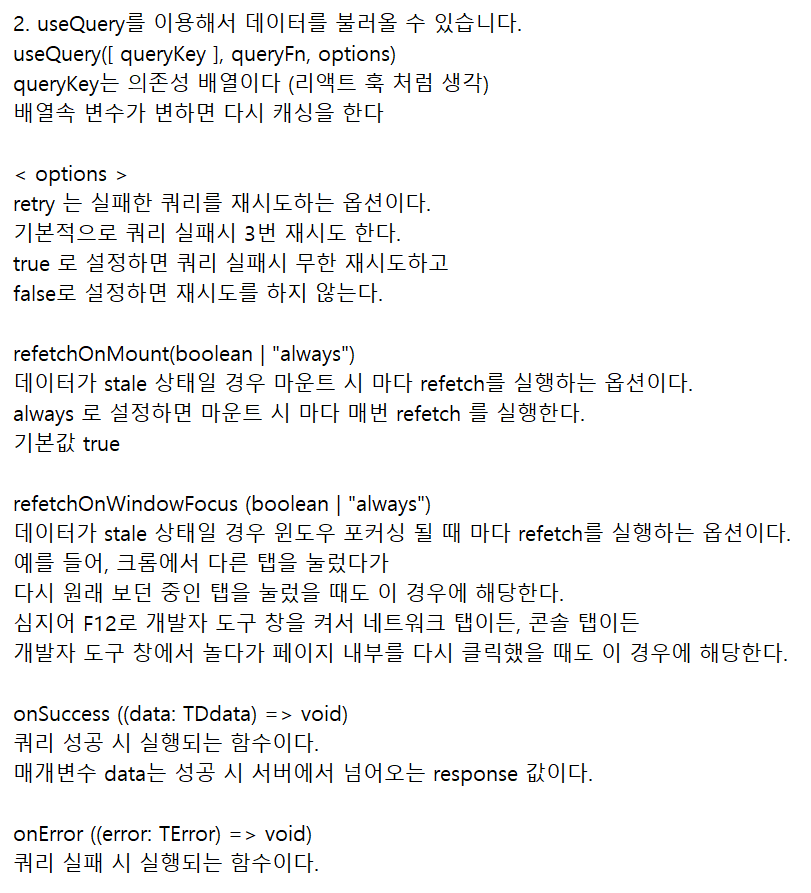 2. useQuery를 이용해서 데이터를 불러올 수 있습니다.
useQuery([ queryKey ], queryFn, options)
queryKey는 의존성 배열이다 (리액트 훅 처럼 생각)
배열속 변수가 변하면 다시 캐싱을 한다
< options >
retry 는 실패한 쿼리를 재시도하는 옵션이다.
기본적으로 쿼리 실패시 3번 재시도 한다.
true 로 설정하면 쿼리 실패시 무한 재시도하고
false로 설정하면 재시도를 하지 않는다.
refetchOnMount(boolean | "always")
데이터가 stale 상태일 경우 마운트 시 마다 refetch를 실행하는 옵션이다.
always 로 설정하면 마운트 시 마다 매번 refetch 를 실행한다.
기본값 true
refetchOnWindowFocus (boolean | "always")
데이터가 stale 상태일 경우 윈도우 포커싱 될 때 마다 refetch를 실행하는 옵션이다.
예를 들어, 크롬에서 다른 탭을 눌렀다가
다시 원래 보던 중인 탭을 눌렀을 때도 이 경우에 해당한다.
심지어 F12로 개발자 도구 창을 켜서 네트워크 탭이든, 콘솔 탭이든
개발자 도구 창에서 놀다가 페이지 내부를 다시 클릭했을 때도 이 경우에 해당한다.
onSuccess ((data: TDdata) => void)
쿼리 성공 시 실행되는 함수이다.
매개변수 data는 성공 시 서버에서 넘어오는 response 값이다.
onError ((error: TError) => void)
쿼리 실패 시 실행되는 함수이다.